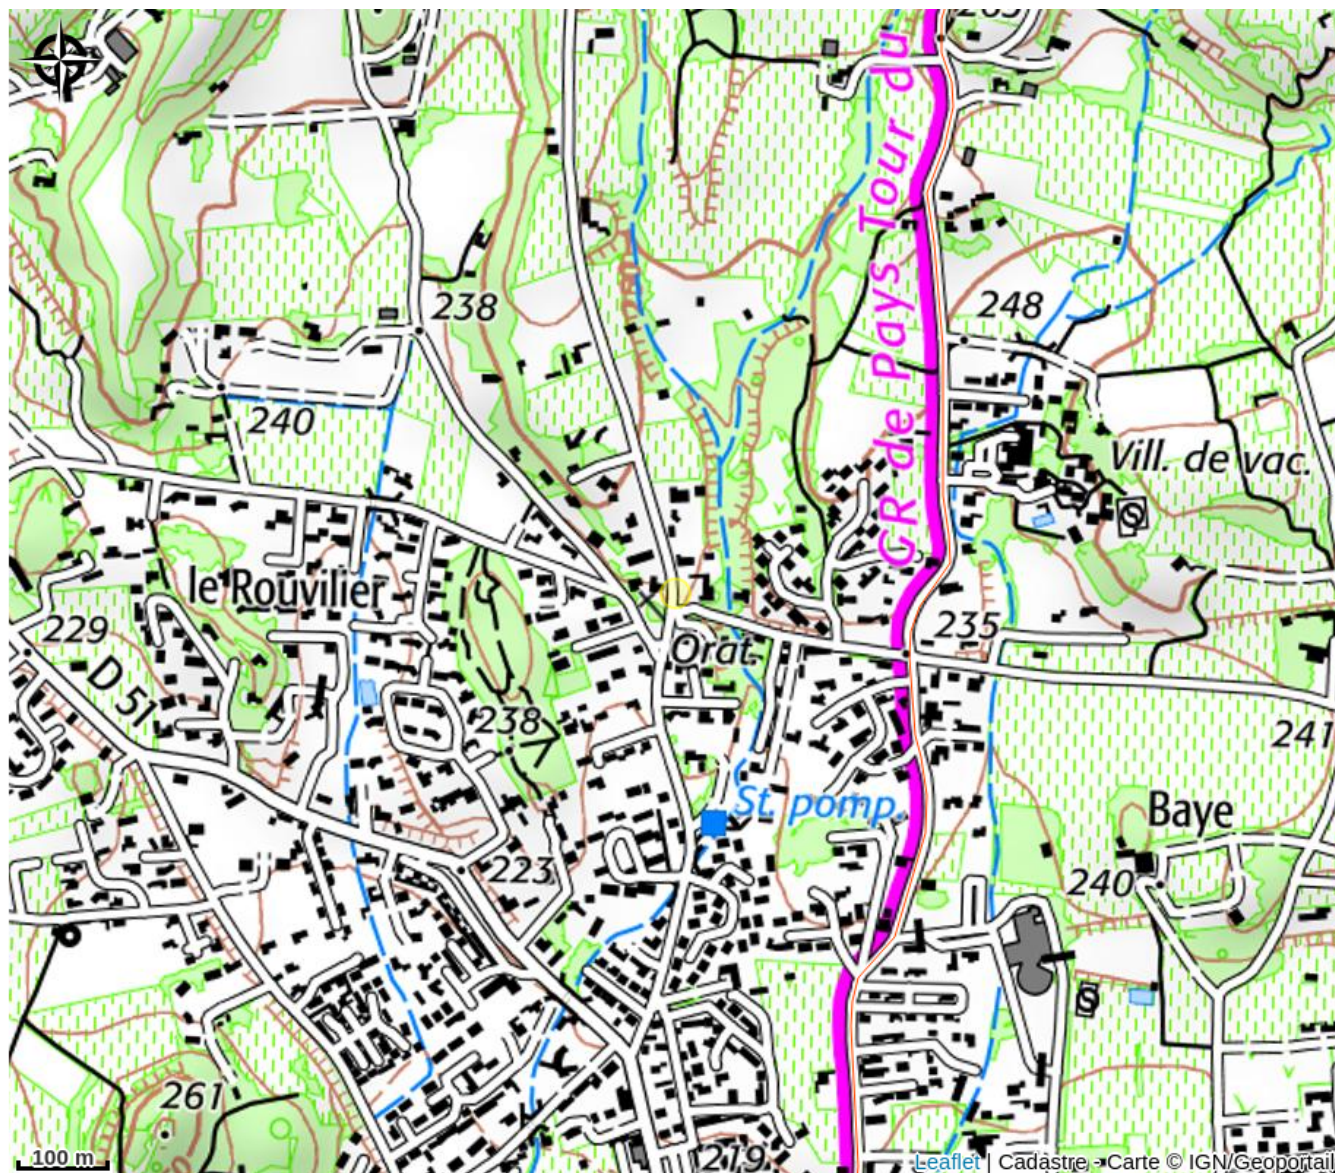 GR de Pays Tour du
238
248
240
Vill. de vac.
le Rouvilier
229
235
Orat.
D 51
238
241
St. pomp.
Baye
223
240
261
219
100 m
Leaflet | Cadastre - Carte © IGN/Geoportail